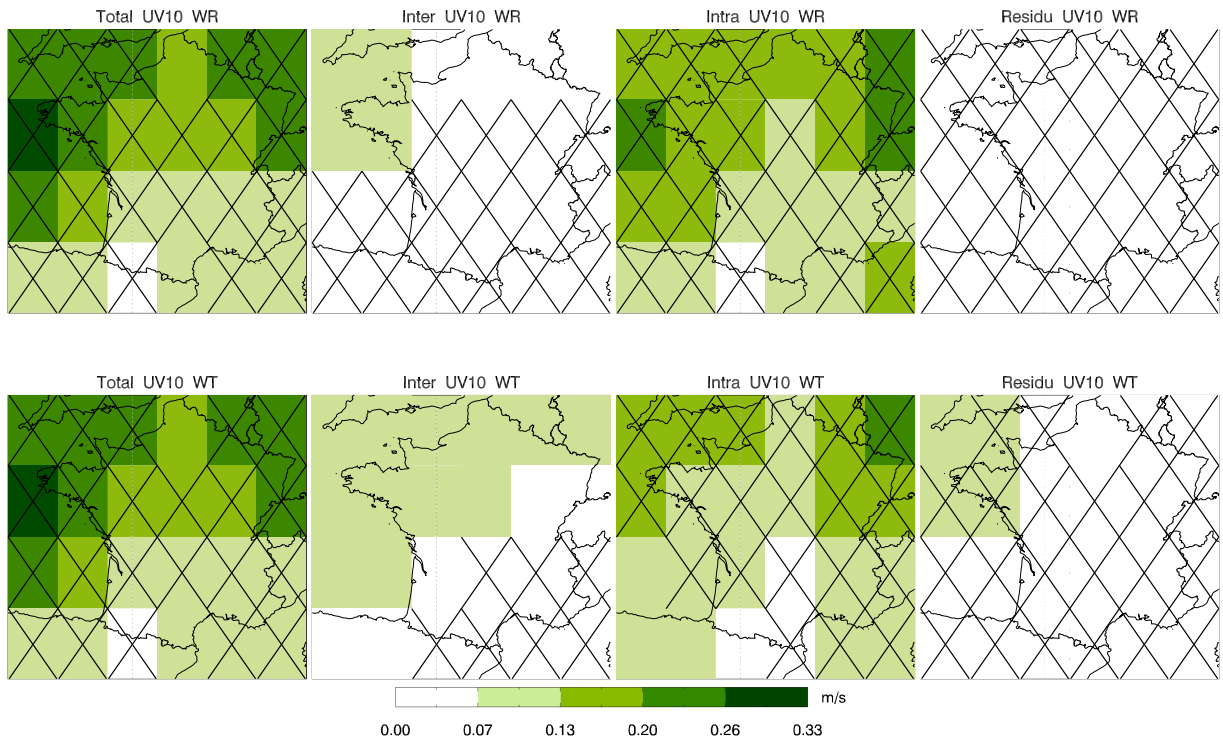 Total UV10 WR
Inter UV10 WR
Intra UV10 WR
Residu UV10 WR
Total UV10 WT
Inter UV10 WT
Intra UV10 WT
Residu UV10 WT
m/s
0.00 0.07 0.13 0.20 0.26 0.33